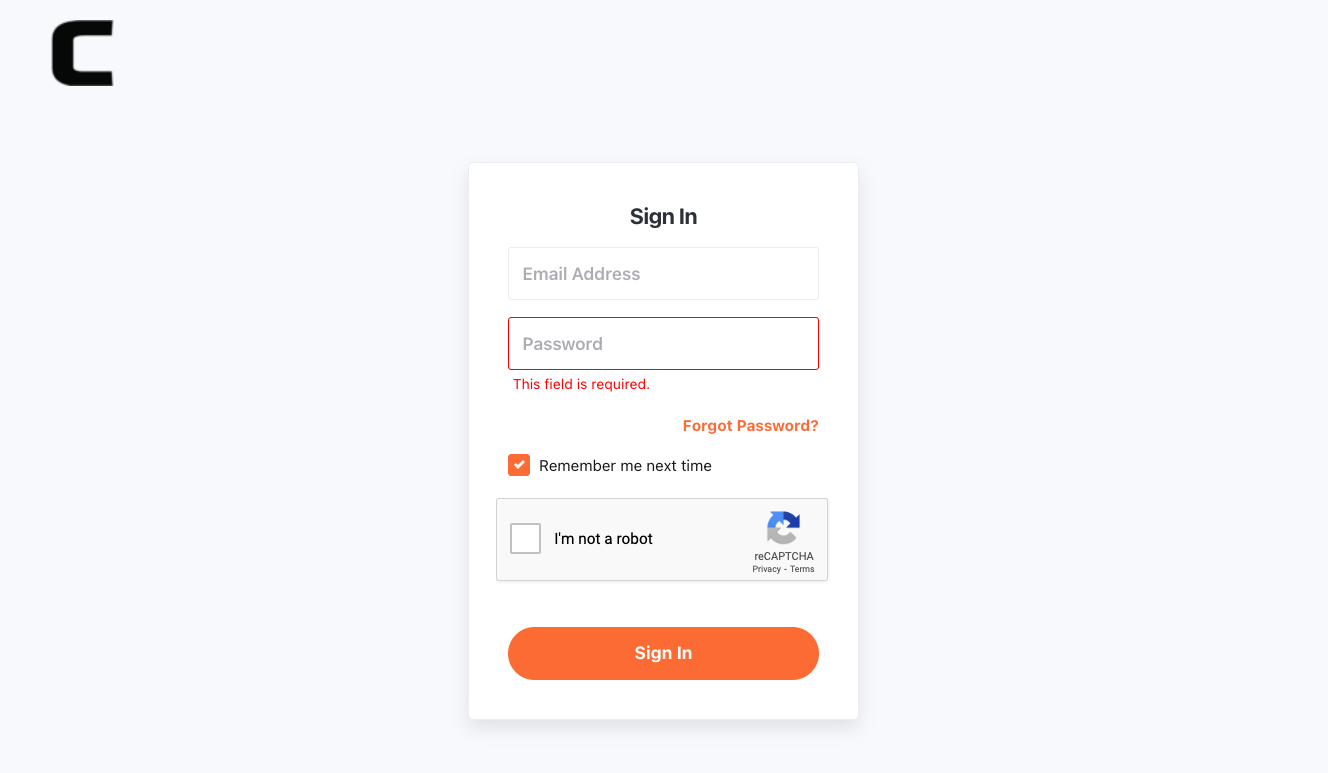 C
Sign In
Email Address
Password
This field is required.
Forgot Password?
Remember me next time
I'm not a robot
reCAPTCHA
Privacy - Terms
Sign In